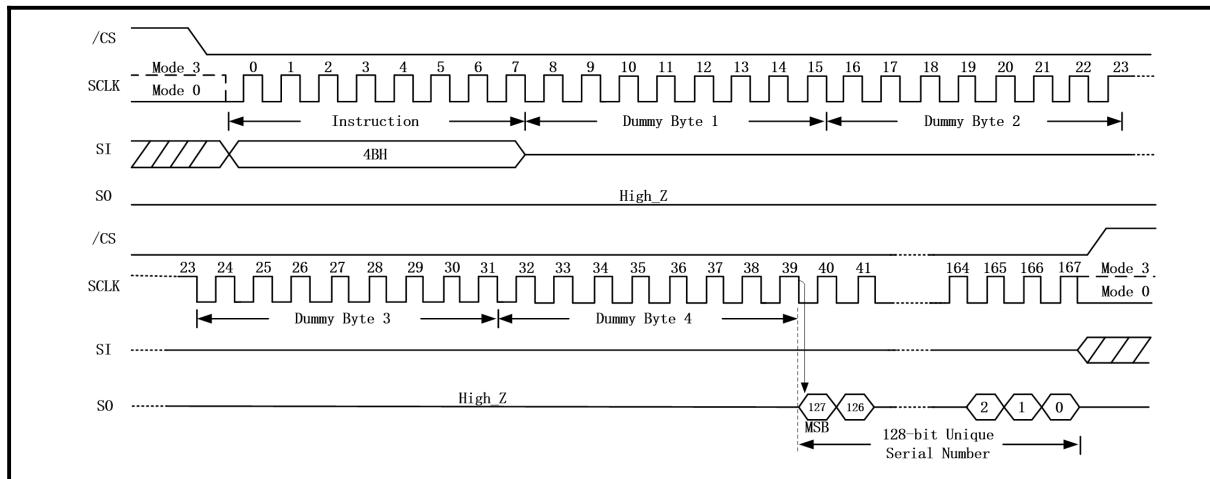 /CS
Mode 3 0 1 2 3 4 5 6 7 8 9 10 11 12 13 14 15 16 17 18 19 20 21 22 23
SCLK
Mode 0
Instruction Dummy Byte 1 Dummy Byte 2
SI 4BH
SO High_Z
/CS
23 24 25 26 27 28 29 30 31 32 33 34 35 36 37 38 39 40 41 164 165 166 167 Mode 3
SCLK
Mode 0
Dummy Byte 3 Dummy Byte 4
SI
SO High_Z 127 126 2 1 0
MSB
128-bit Unique
Serial Number